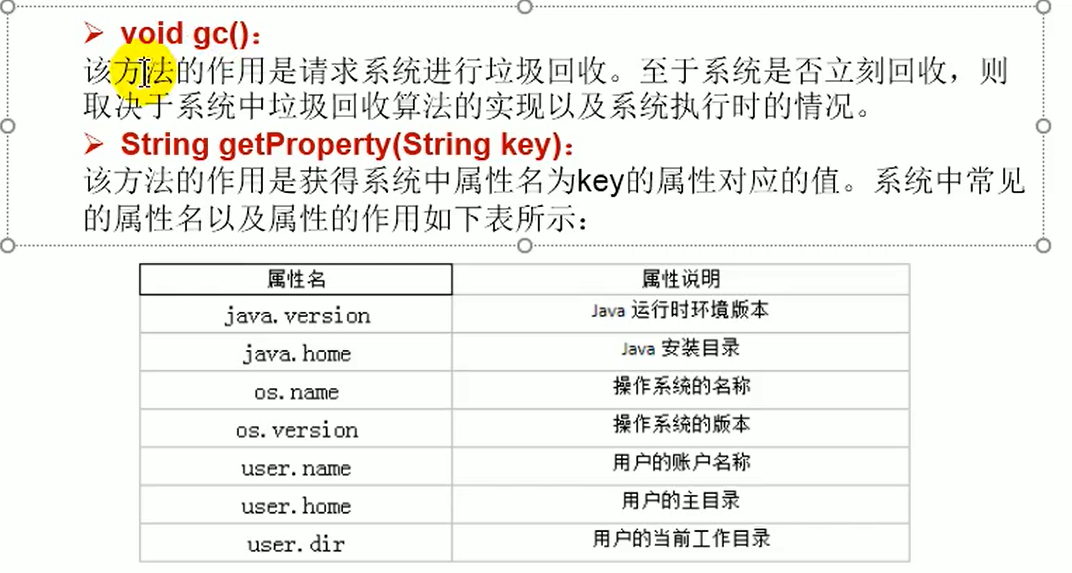 ➢ void gc()：
该方法的作用是请求系统进行垃圾回收。至于系统是否立刻回收，则
取决于系统中垃圾回收算法的实现以及系统执行时的情况。
➢ String getProperty(String key)：
该方法的作用是获得系统中属性名为key的属性对应的值。系统中常见
的属性名以及属性的作用如下表所示：
属性名 属性说明
java.version Java 运行时环境版本
java.home Java 安装目录
os.name 操作系统的名称
os.version 操作系统的版本
user.name 用户的账户名称
user.home 用户的主目录
user.dir 用户的当前工作目录